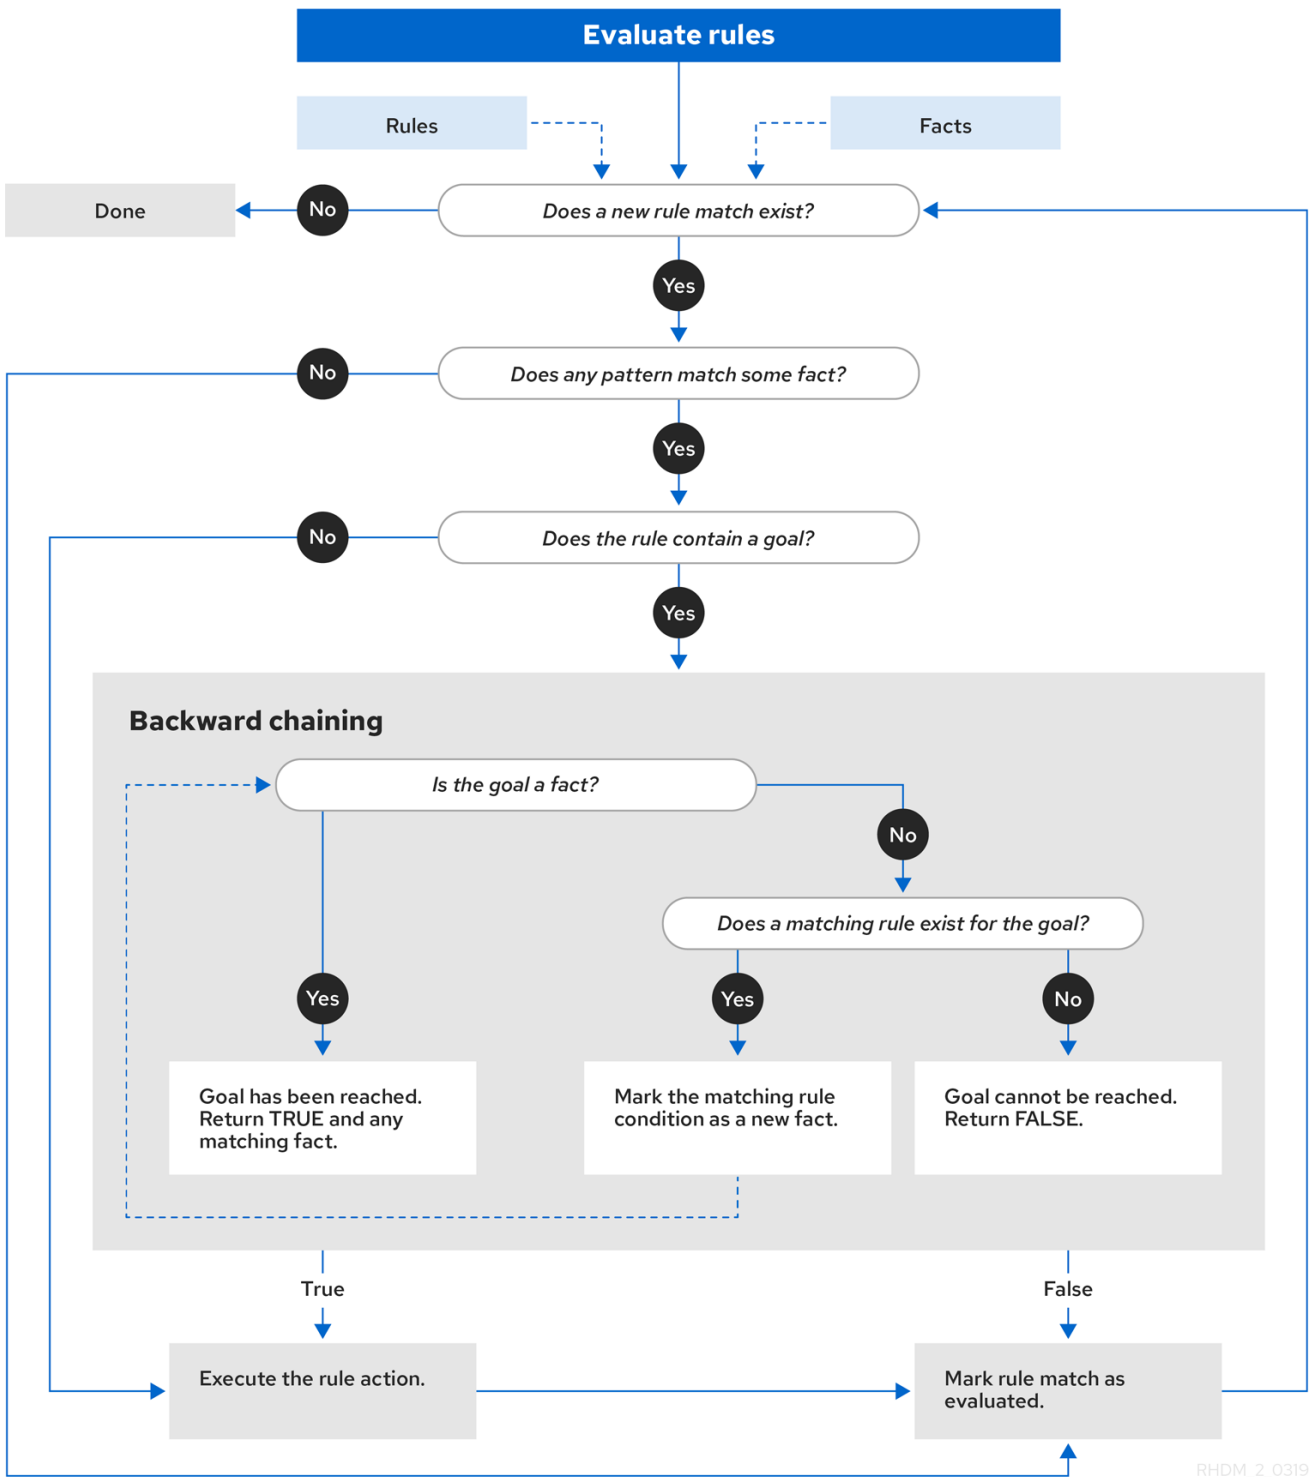 Evaluate rules
Rules
Facts
Done
No
Does a new rule match exist?
Yes
No
Does any pattern match some fact?
Yes
No
Does the rule contain a goal?
Yes
Backward chaining
Is the goal a fact?
No
Does a matching rule exist for the goal?
Yes
Yes
No
Goal has been reached.
Return TRUE and any
matching fact.
Mark the matching rule
condition as a new fact.
Goal cannot be reached.
Return FALSE.
True
False
Execute the rule action.
Mark rule match as
evaluated.
RHDM_2_0319